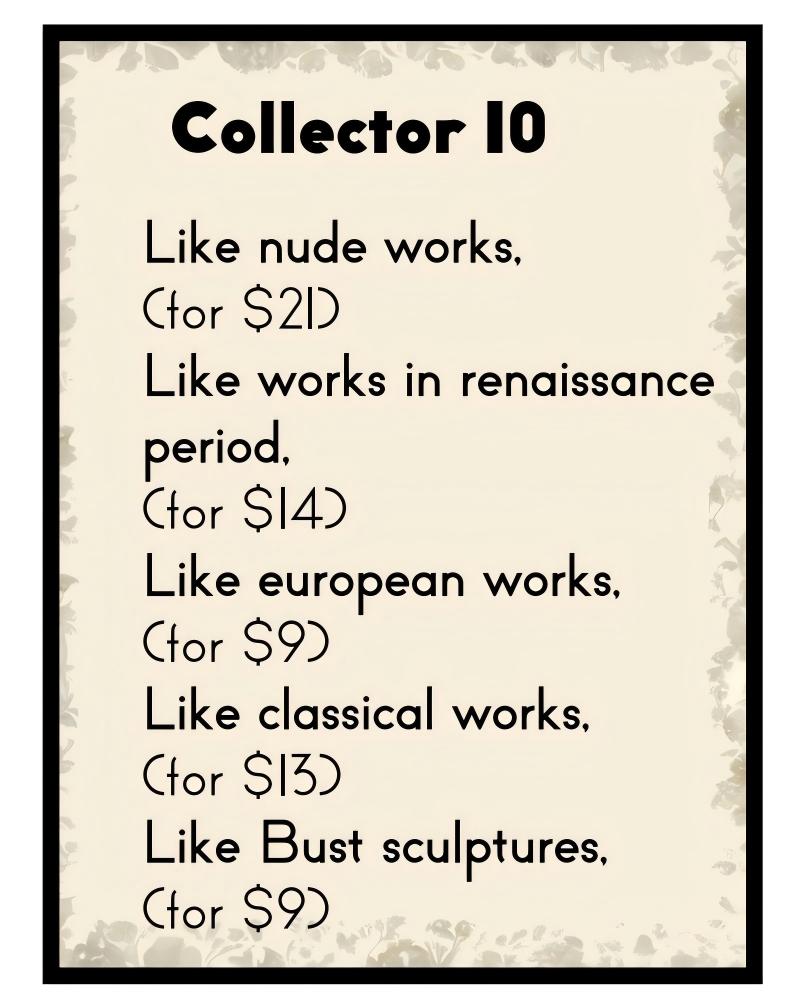 Collector 10
Like nude works,
(for $21)
Like works in renaissance
period,
(for $14)
Like european works,
(for $9)
Like classical works,
(for $13)
Like Bust sculptures,
(for $9)